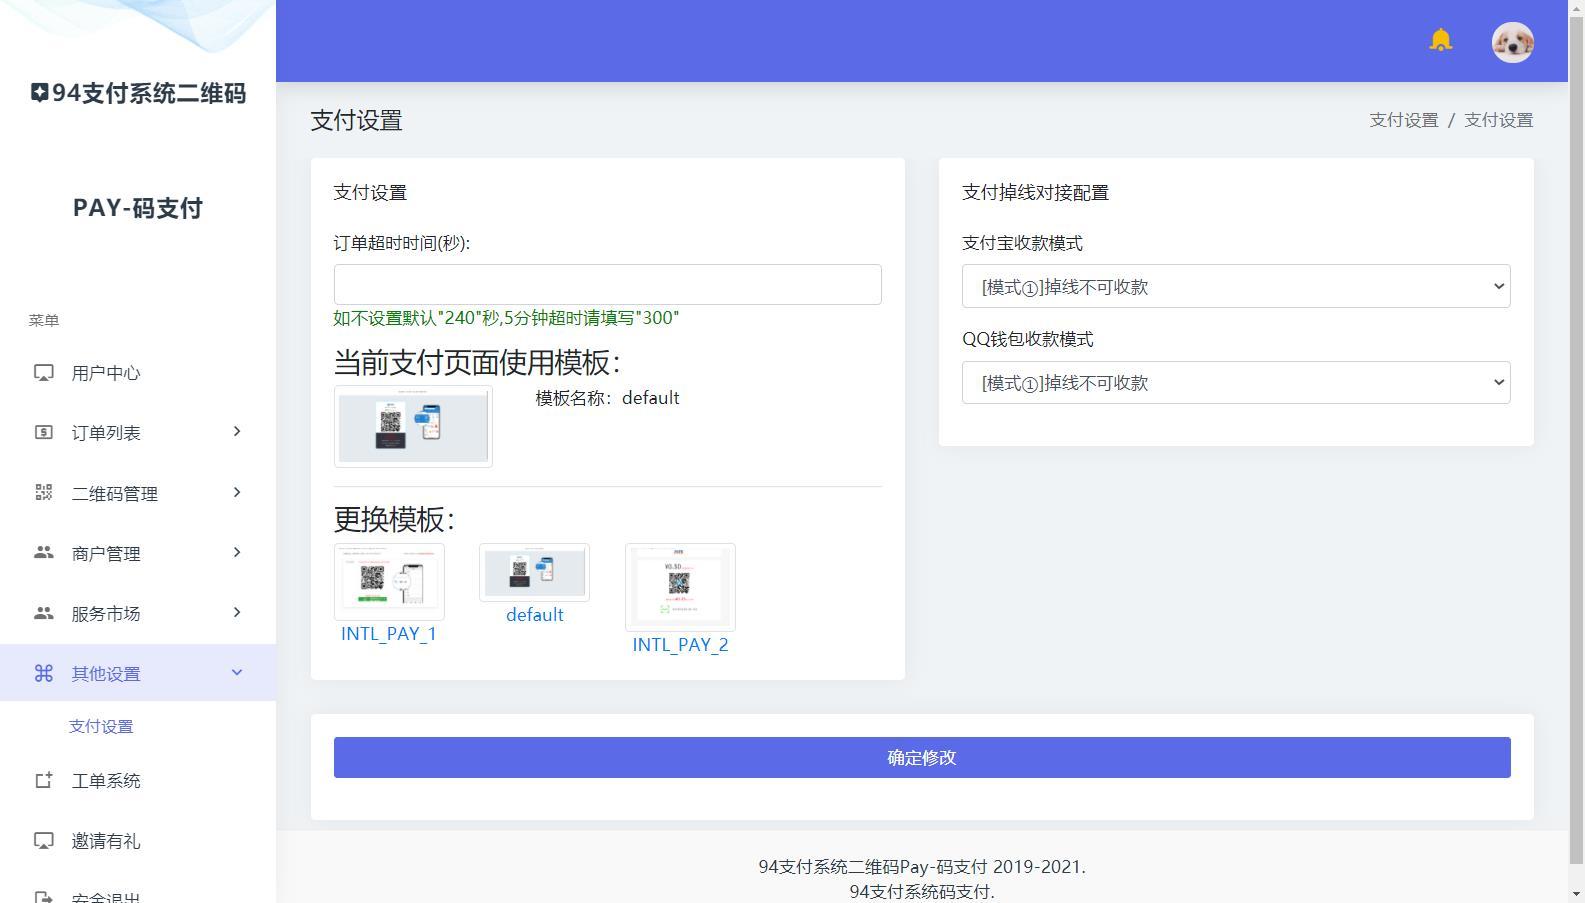 94支付系统二维码
PAY-码支付
菜单
用户中心
订单列表
二维码管理
商户管理
服务市场
其他设置
支付设置
工单系统
邀请有礼
安全退出
支付设置
支付设置 / 支付设置
支付设置
订单超时时间(秒):
如不设置默认"240"秒,5分钟超时请填写"300"
当前支付页面使用模板：
模板名称：default
更换模板：
INTL_PAY_1
default
INTL_PAY_2
支付掉线对接配置
支付宝收款模式
[模式①]掉线不可收款
QQ钱包收款模式
[模式①]掉线不可收款
确定修改
94支付系统二维码Pay-码支付 2019-2021.
94支付系统码支付.